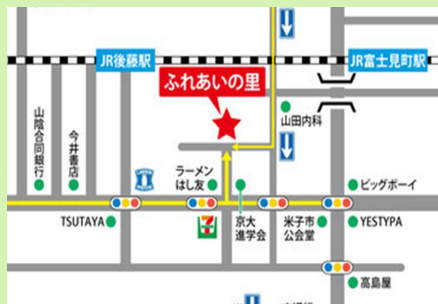 JR後藤駅
JR富士見町駅
ふれあいの里
山陰合同銀行
今井書店
山田内科
ラーメン
はし友
ビッグボーイ
TSUTAYA
京大
進学会
米子市
公会堂
YESTYPA
高島屋